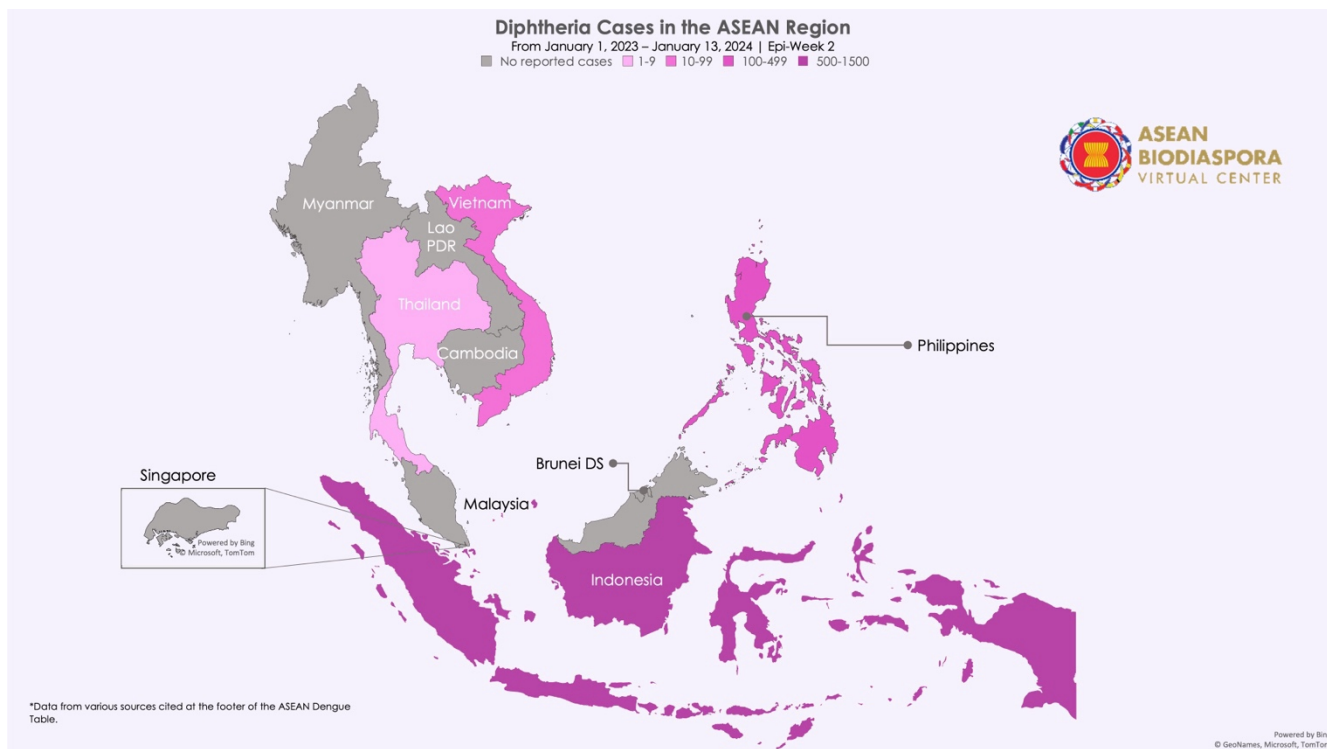 Diphtheria Cases in the ASEAN Region
From January 1, 2023 – January 13, 2024 | Epi-Week 2
No reported cases 1-9 10-99 100-499 500-1500
ASEAN
BIODIASPORA
VIRTUAL CENTER
Myanmar
Vietnam
Lao
PDR
Thailand
Cambodia
Philippines
Brunei DS
Singapore
Malaysia
Powered by Bing
© Microsoft, TomTom
Indonesia
*Data from various sources cited at the footer of the ASEAN Dengue
Table.
Powered by Bin
© GeoNames, Microsoft, TomTom